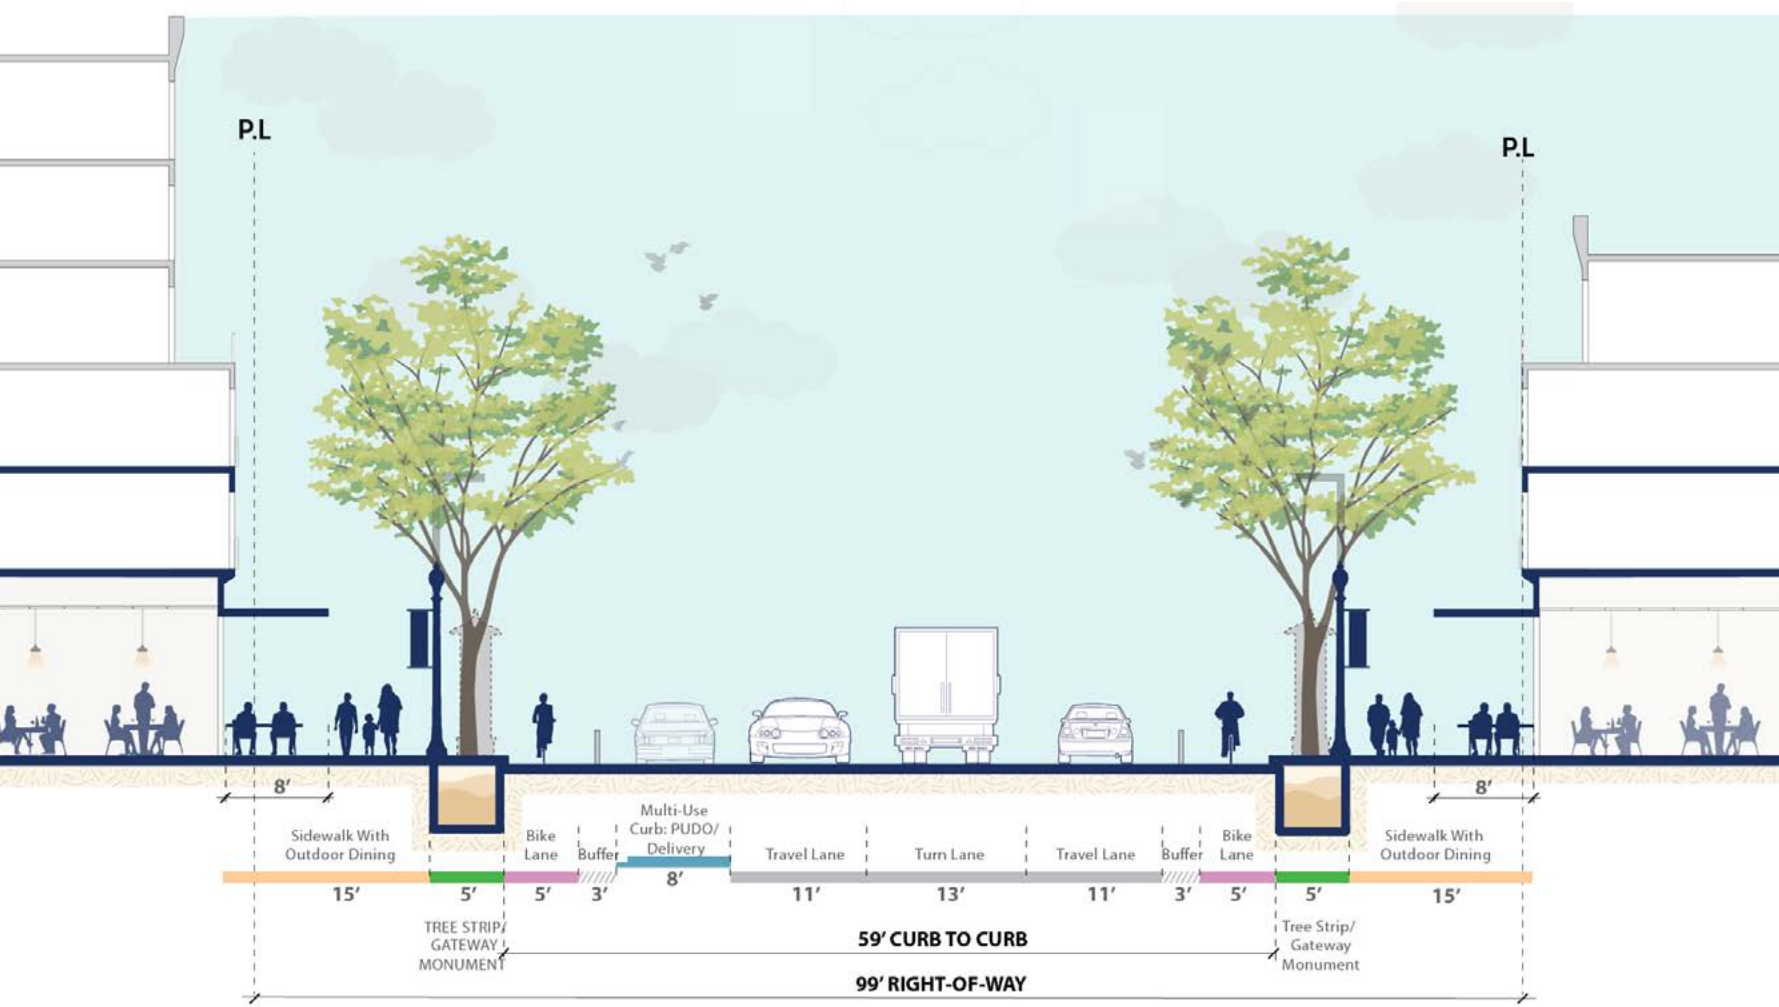 P.L
P.L
8'
8'
Sidewalk With
Outdoor Dining
Bike
Lane
Buffer
Multi-Use
Curb: PUDO/
Delivery
Travel Lane
Turn Lane
Travel Lane
Buffer
Bike
Lane
Sidewalk With
Outdoor Dining
15'
5'
5'
3'
8'
11'
13'
11'
3'
5'
5'
15'
TREE STRIP/
GATEWAY
MONUMENT
59' CURB TO CURB
Tree Strip/
Gateway
Monument
99' RIGHT-OF-WAY